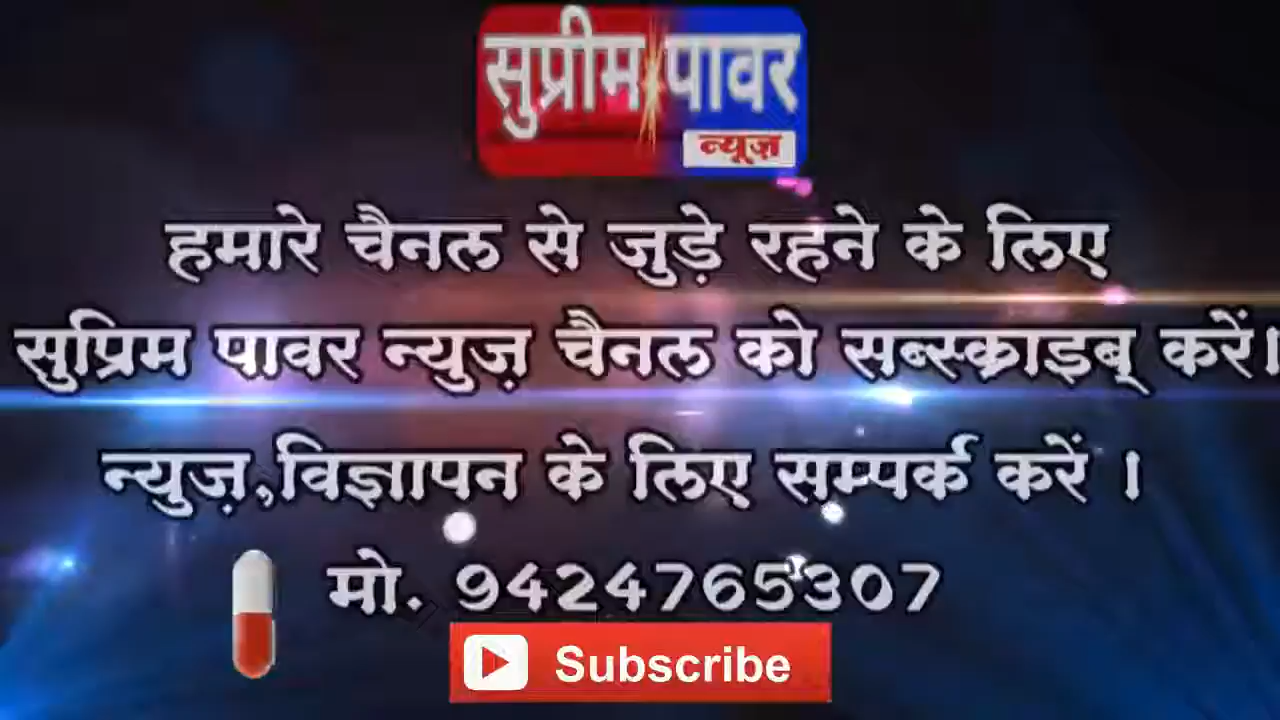 सुप्रीम पावर
न्यूज़
हमारे चैनल से जुड़े रहने के लिए
सुप्रिम पावर न्युज़ चैनल को सब्स्क्राइब् करें।
न्युज़,विज्ञापन के लिए सम्पर्क करें ।
मो. 9424765307
Subscribe